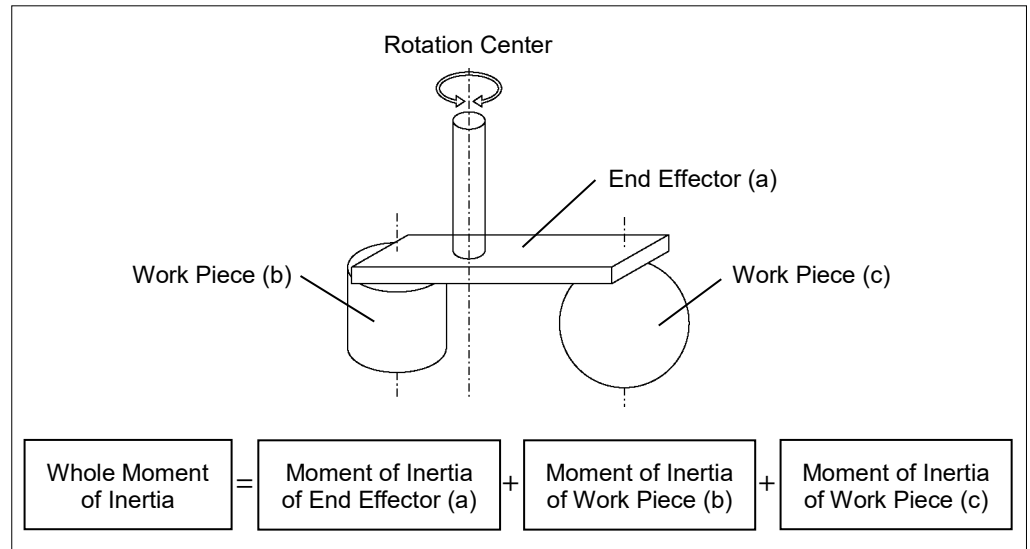 Rotation Center
End Effector (a)
Work Piece (b)
Work Piece (c)
Whole Moment
of Inertia
=
Moment of Inertia
of End Effector (a)
+
Moment of Inertia
of Work Piece (b)
+
Moment of Inertia
of Work Piece (c)